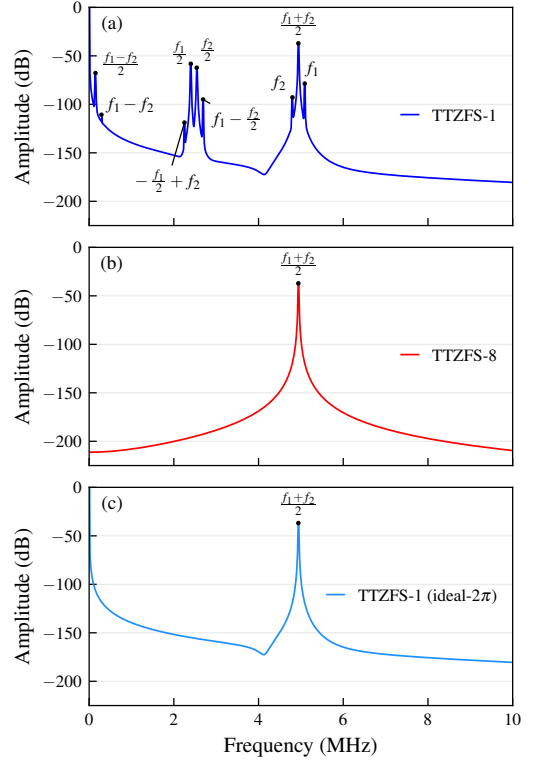 0
(a)
f₁+f₂/2
−50
f₁−f₂/2
f₁/2
f₂/2
f₂
f₁
−100
f₁ − f₂
f₁ − f₂/2
TTZFS-1
−150
− f₁/2 + f₂
−200
Amplitude (dB)
0
(b)
f₁+f₂/2
−50
−100
TTZFS-8
−150
−200
Amplitude (dB)
0
(c)
f₁+f₂/2
−50
−100
TTZFS-1 (ideal-2π)
−150
−200
Amplitude (dB)
0 2 4 6 8 10
Frequency (MHz)